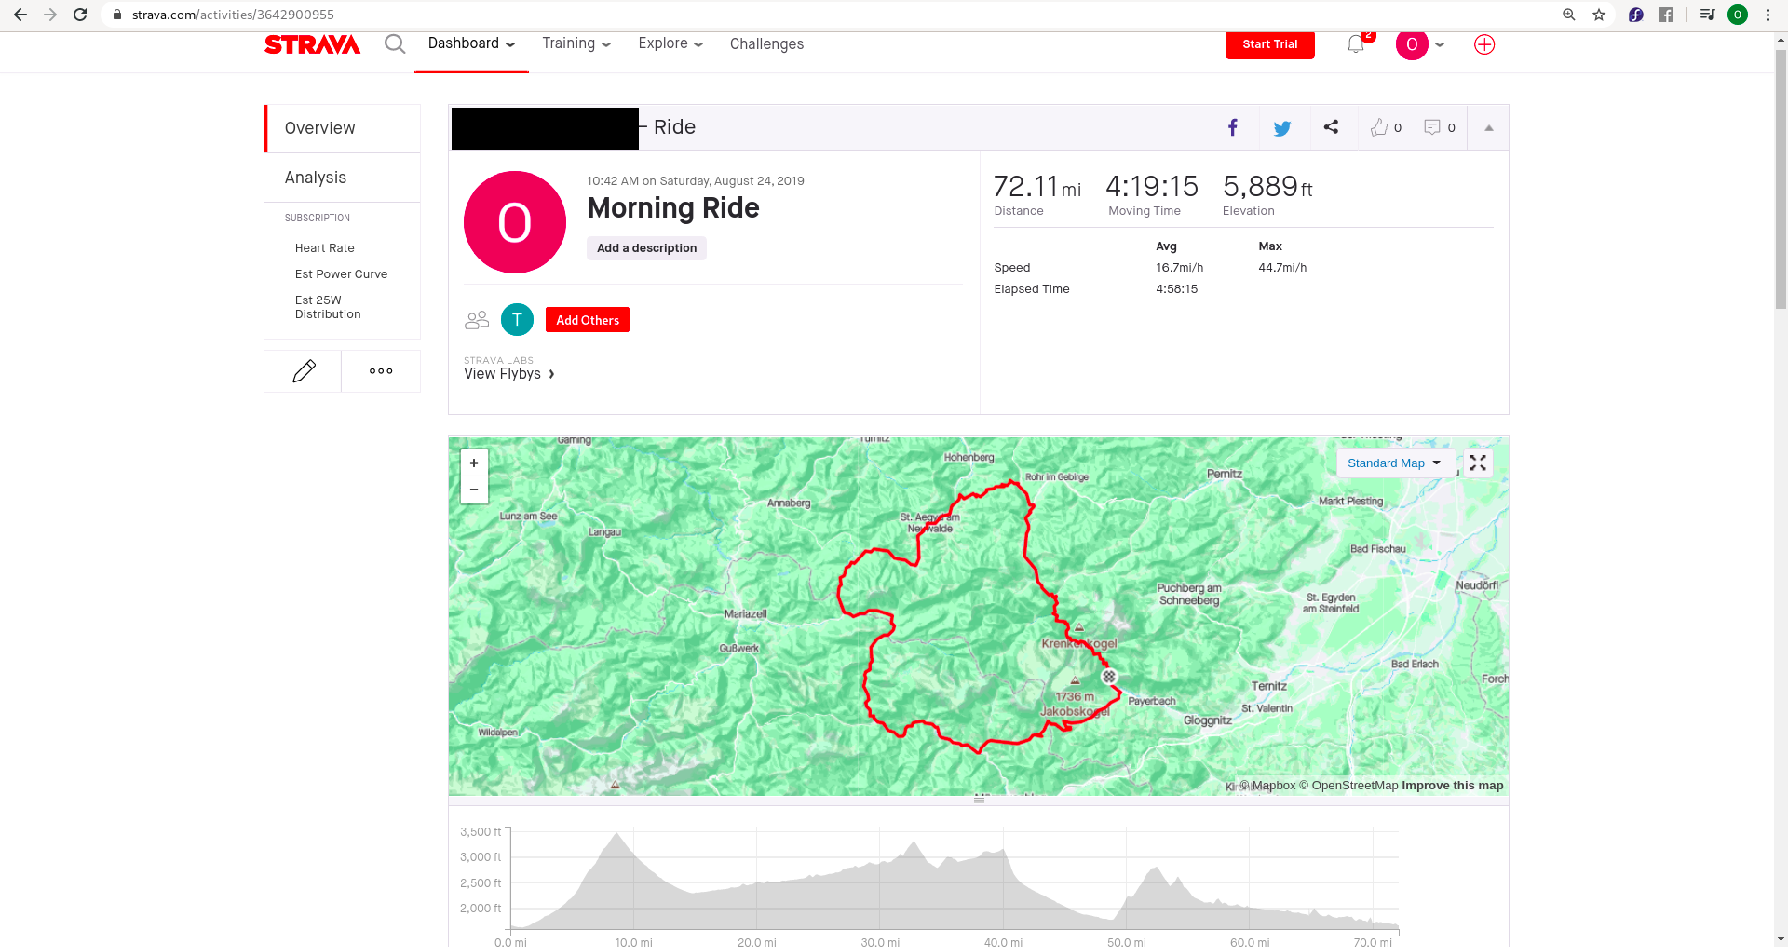 strava.com/activities/3642900955
STRAVA Dashboard Training Explore Challenges Start Trial 2 O
O
Overview
Analysis
SUBSCRIPTION
Heart Rate
Est Power Curve
Est 25W
Distribution
– Ride
0 0
O
10:42 AM on Saturday, August 24, 2019
Morning Ride
Add a description
T Add Others
STRAVA LABS
View Flybys
72.11 mi 4:19:15 5,889 ft
Distance Moving Time Elevation
Avg Max
Speed 16.7mi/h 44.7mi/h
Elapsed Time 4:58:15
+
−
Standard Map
Gaming
Türnitz
Hohenberg
Rohr im Gebirge
Pernitz
Markt Piesting
Annaberg
Lunz am See
Langau
St. Aegyd am
Neuwalde
Bad Fischau
Puchberg am
Schneeberg
St. Egyden
am Steinfeld
Neudörfl
Mariazell
Gußwerk
Krenkenkogel
Bad Erlach
Forch
1736 m
Jakobskogel
Payerbach
Ternitz
St. Valentin
Gloggnitz
Wildalpen
© Mapbox © OpenStreetMap Improve this map
3,500 ft
3,000 ft
2,500 ft
2,000 ft
0.0 mi 10.0 mi 20.0 mi 30.0 mi 40.0 mi 50.0 mi 60.0 mi 70.0 mi